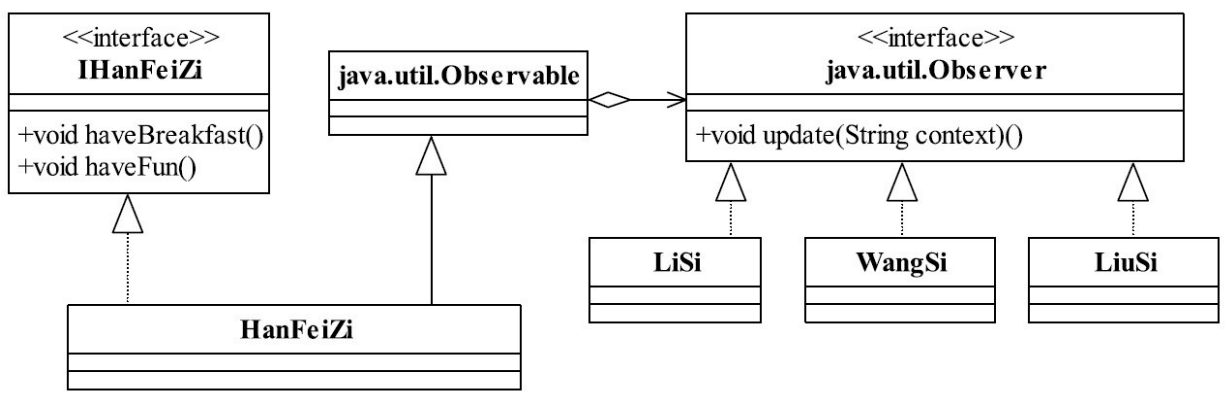 <<interface>>
IHanFeiZi
+void haveBreakfast()
+void haveFun()
java.util.Observable
<<interface>>
java.util.Observer
+void update(String context)()
LiSi
WangSi
LiuSi
HanFeiZi